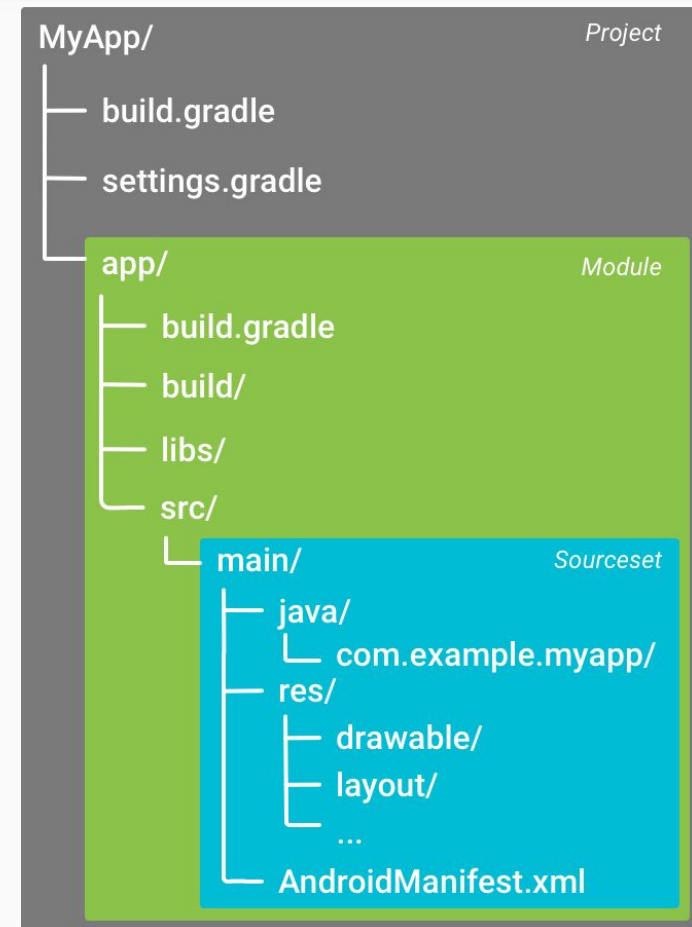 MyApp/ Project
build.gradle
settings.gradle
app/ Module
build.gradle
build/
libs/
src/
main/ Sourceset
java/
com.example.myapp/
res/
drawable/
layout/
...
AndroidManifest.xml